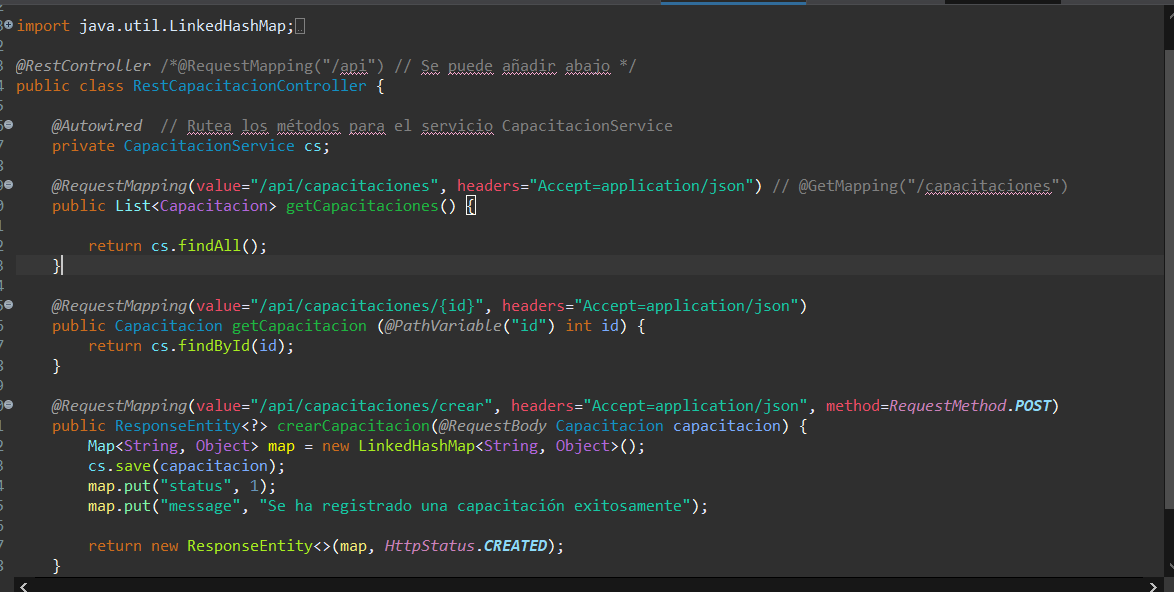 import java.util.LinkedHashMap;
@RestController /*@RequestMapping("/api") // Se puede añadir abajo */
public class RestCapacitacionController {
@Autowired // Rutea los métodos para el servicio CapacitacionService
private CapacitacionService cs;
@RequestMapping(value="/api/capacitaciones", headers="Accept=application/json") // @GetMapping("/capacitaciones")
public List<Capacitacion> getCapacitaciones() {
return cs.findAll();
}
@RequestMapping(value="/api/capacitaciones/{id}", headers="Accept=application/json")
public Capacitacion getCapacitacion (@PathVariable("id") int id) {
return cs.findById(id);
}
@RequestMapping(value="/api/capacitaciones/crear", headers="Accept=application/json", method=RequestMethod.POST)
public ResponseEntity<?> crearCapacitacion(@RequestBody Capacitacion capacitacion) {
Map<String, Object> map = new LinkedHashMap<String, Object>();
cs.save(capacitacion);
map.put("status", 1);
map.put("message", "Se ha registrado una capacitación exitosamente");
return new ResponseEntity<>(map, HttpStatus.CREATED);
}